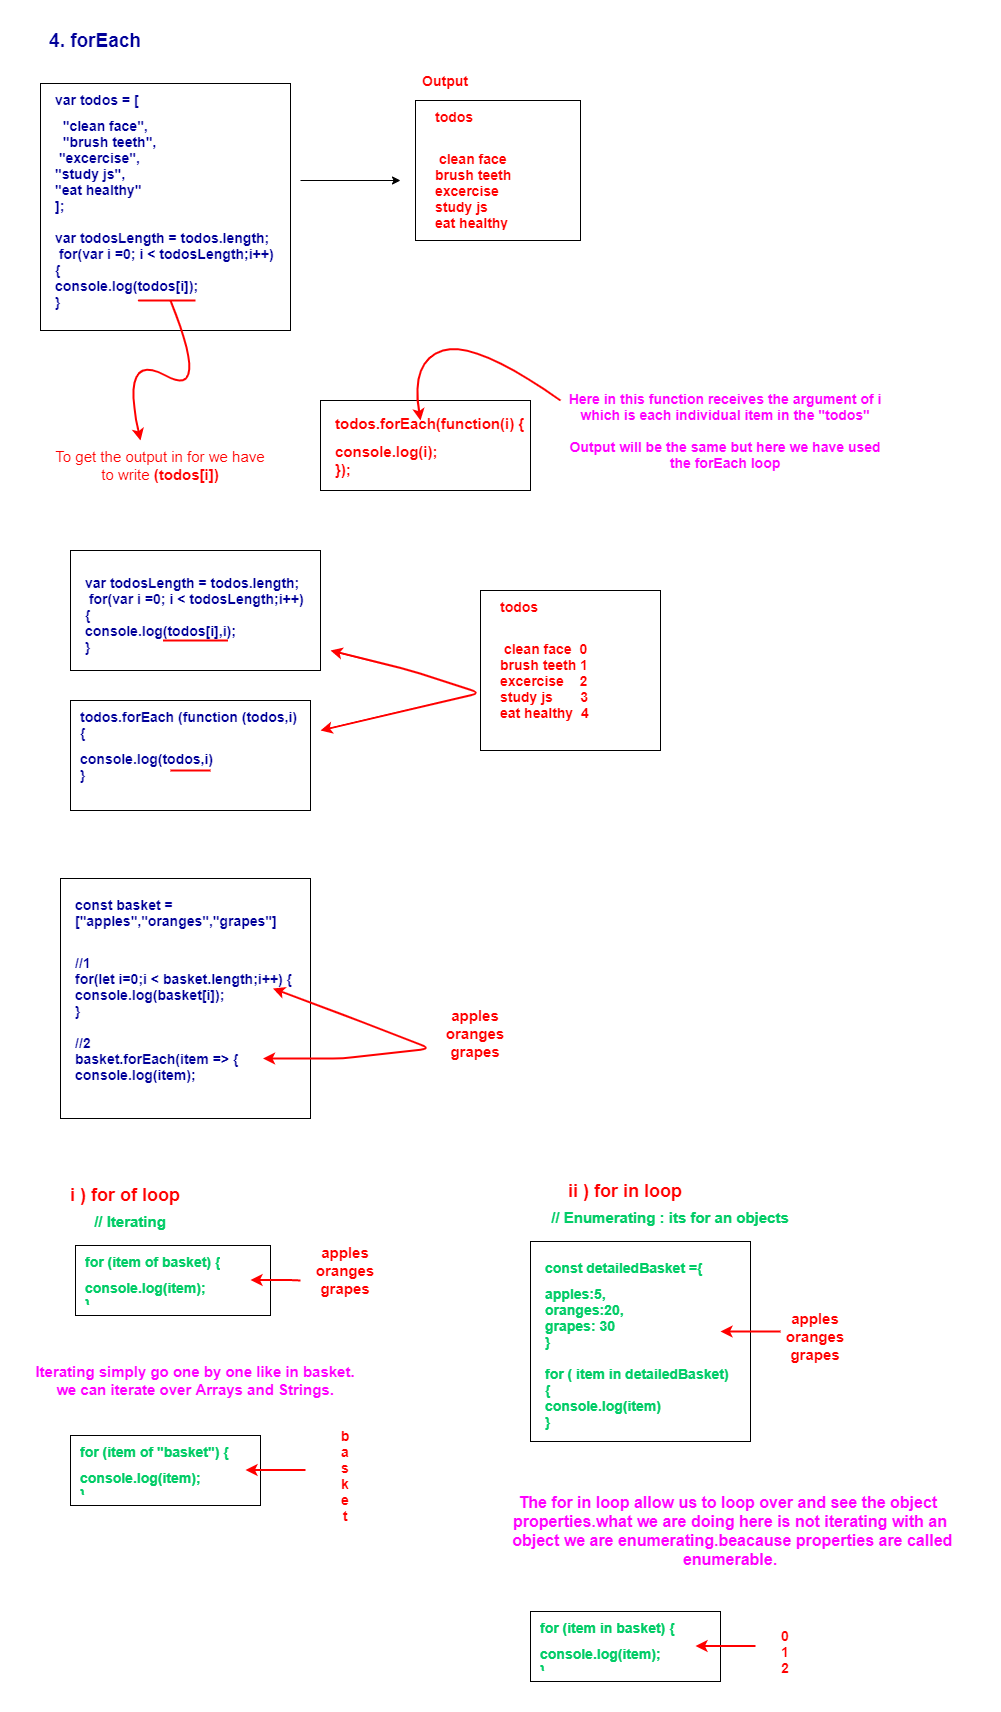 4. forEach
var todos = [
"clean face",
"brush teeth",
"excercise",
"study js",
"eat healthy"
];
var todosLength = todos.length;
for(var i =0; i < todosLength;i++)
{
console.log(todos[i]);
}
Output
todos
clean face
brush teeth
excercise
study js
eat healthy
To get the output in for we have
to write (todos[i])
todos.forEach(function(i) {
console.log(i);
});
Here in this function receives the argument of i
which is each individual item in the "todos"
Output will be the same but here we have used
the forEach loop
var todosLength = todos.length;
for(var i =0; i < todosLength;i++)
{
console.log(todos[i],i);
}
todos.forEach (function (todos,i)
{
console.log(todos,i)
}
todos
clean face 0
brush teeth 1
excercise 2
study js 3
eat healthy 4
const basket =
["apples","oranges","grapes"]
//1
for(let i=0;i < basket.length;i++) {
console.log(basket[i]);
}
//2
basket.forEach(item => {
console.log(item);
apples
oranges
grapes
i ) for of loop
// Iterating
for (item of basket) {
console.log(item);
}
apples
oranges
grapes
Iterating simply go one by one like in basket.
we can iterate over Arrays and Strings.
for (item of "basket") {
console.log(item);
}
b
a
s
k
e
t
ii ) for in loop
// Enumerating : its for an objects
const detailedBasket ={
apples:5,
oranges:20,
grapes: 30
}
for ( item in detailedBasket)
{
console.log(item)
}
apples
oranges
grapes
The for in loop allow us to loop over and see the object
properties.what we are doing here is not iterating with an
object we are enumerating.beacause properties are called
enumerable.
for (item in basket) {
console.log(item);
}
0
1
2